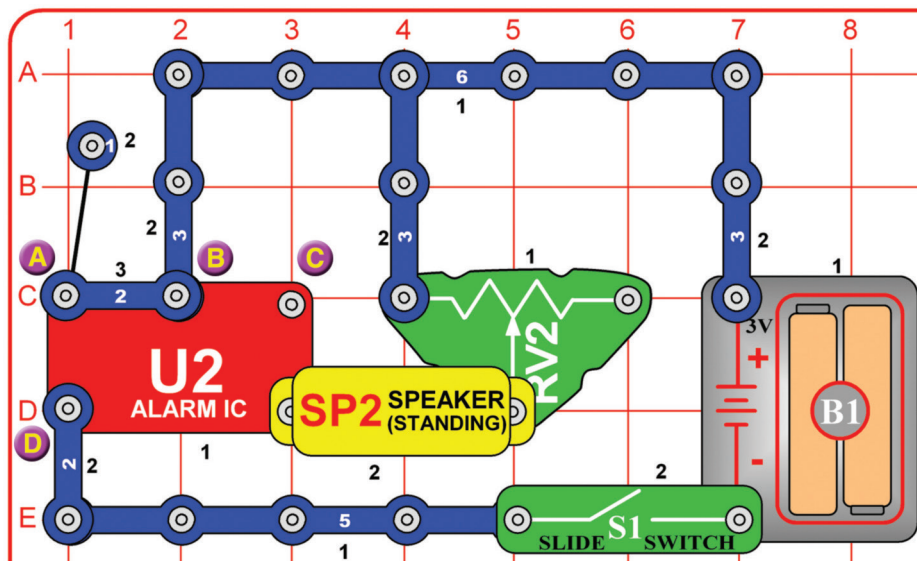 1 2 3 4 5 6 7 8
A
6
1
1 2
B
2 3
2 3
3 2
A
B
C
1
1
3
C
2
3V
U2
ALARM IC
RV2
+
-
B1
D
SP2 SPEAKER
(STANDING)
D
2 2
1
2
2
E
5
1
S1
SLIDE SWITCH